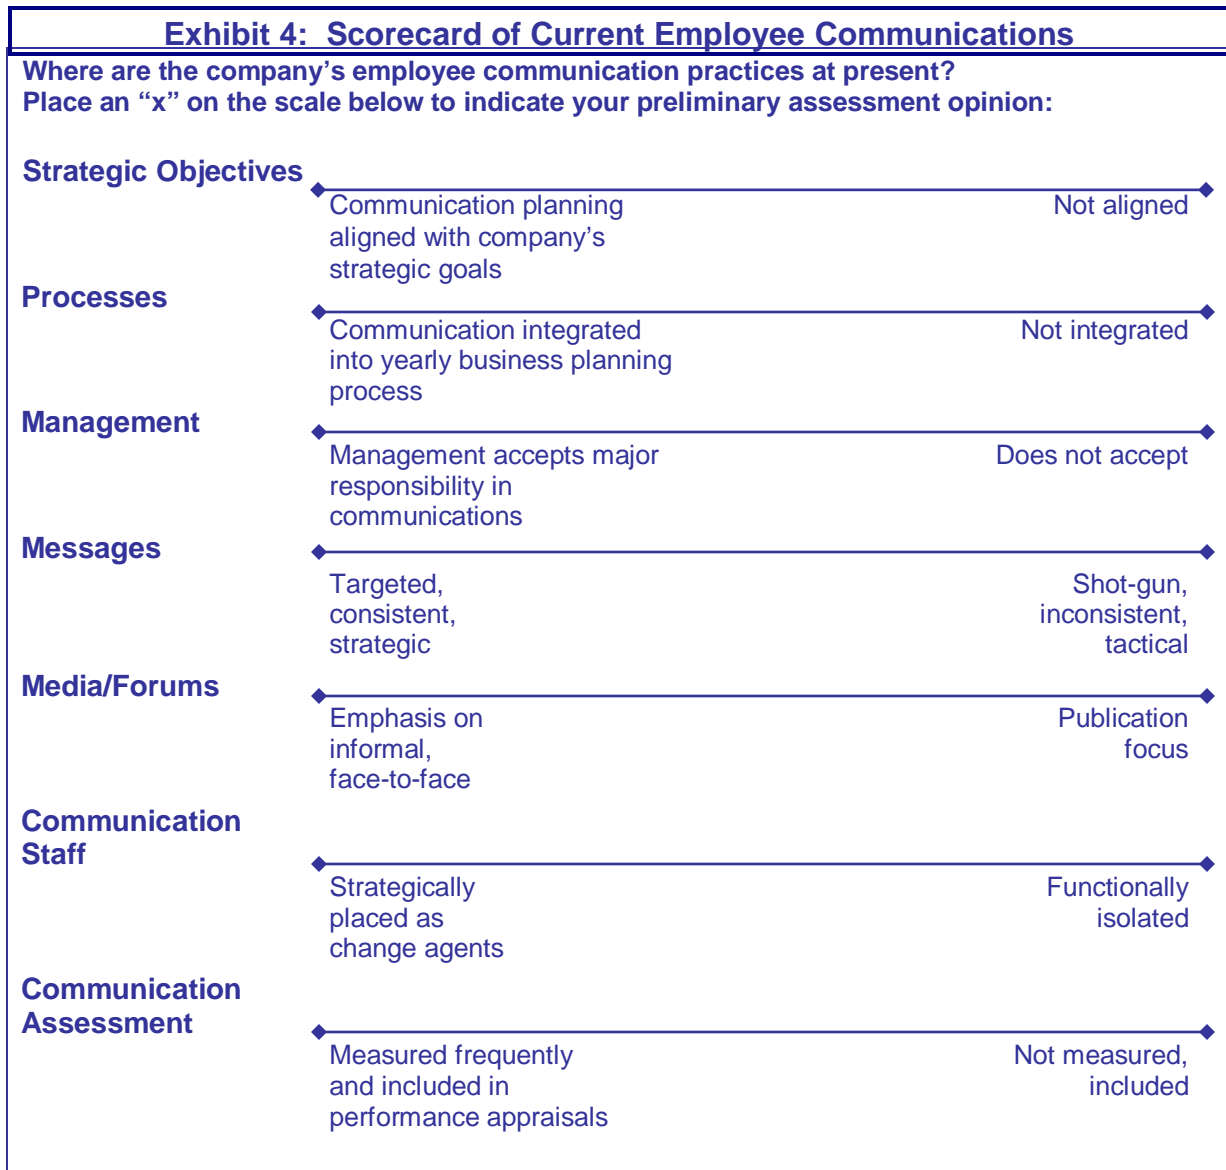 Exhibit 4:  Scorecard of Current Employee Communications
Where are the company’s employee communication practices at present?
Place an “x” on the scale below to indicate your preliminary assessment opinion:
Strategic Objectives
Communication planning
aligned with company’s
strategic goals
Not aligned
Processes
Communication integrated
into yearly business planning
process
Not integrated
Management
Management accepts major
responsibility in
communications
Does not accept
Messages
Targeted,
consistent,
strategic
Shot-gun,
inconsistent,
tactical
Media/Forums
Emphasis on
informal,
face-to-face
Publication
focus
Communication
Staff
Strategically
placed as
change agents
Functionally
isolated
Communication
Assessment
Measured frequently
and included in
performance appraisals
Not measured,
included